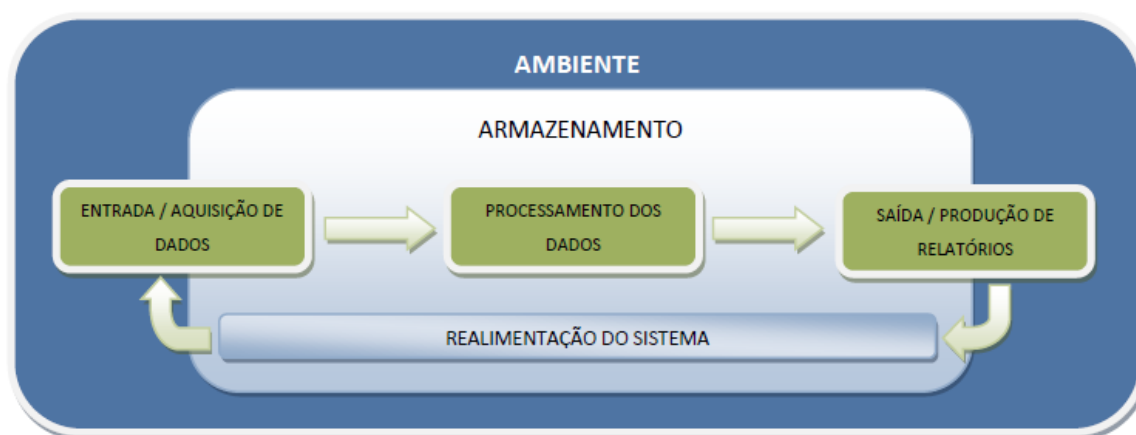 AMBIENTE
ARMAZENAMENTO
ENTRADA / AQUISIÇÃO DE
DADOS
PROCESSAMENTO DOS
DADOS
SAÍDA / PRODUÇÃO DE
RELATÓRIOS
REALIMENTAÇÃO DO SISTEMA